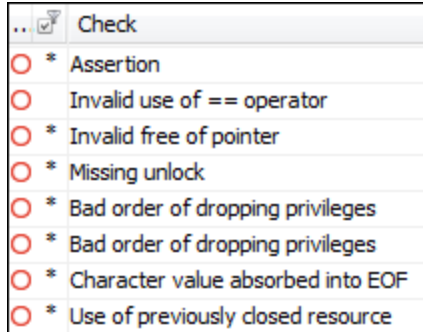 ... Check
* Assertion
Invalid use of == operator
* Invalid free of pointer
* Missing unlock
* Bad order of dropping privileges
* Bad order of dropping privileges
* Character value absorbed into EOF
* Use of previously closed resource